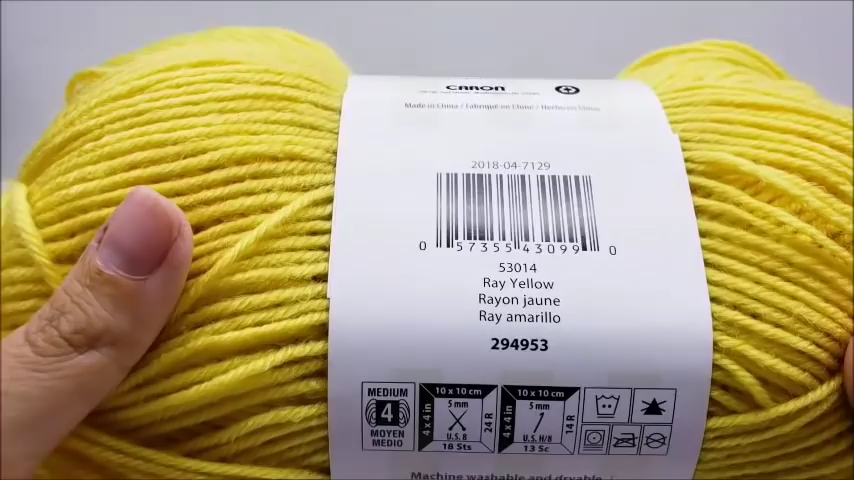 CARON
Made in China / Fabriqué en Chine / Hecho en China
2018-04-7129
0 57355 43099 0
53014
Ray Yellow
Rayon jaune
Ray amarillo
294953
MEDIUM
4
MOYEN
MEDIO
10 x 10 cm
4 x 4 in
5 mm
24 R
U.S. 8
18 Sts
10 x 10 cm
4 x 4 in
5 mm
14 R
U.S. H/8
13 Sc
Machine washable and dryable /